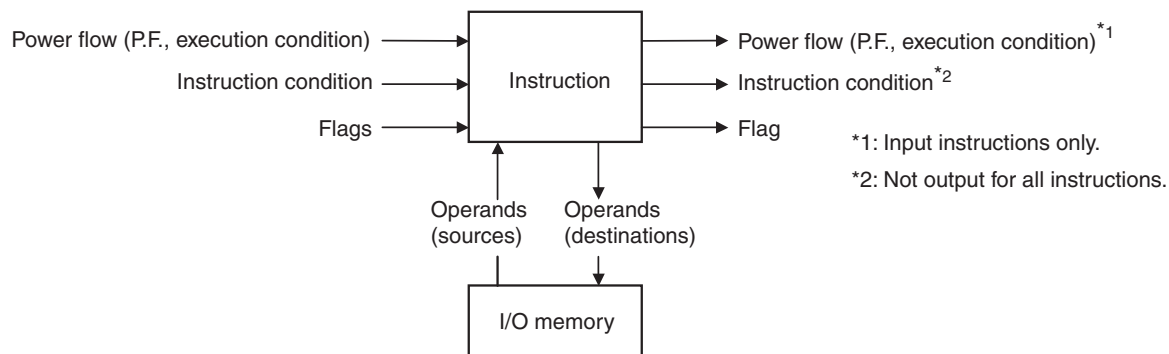 Power flow (P.F., execution condition)
Instruction condition
Flags
Instruction
Power flow (P.F., execution condition)*1
Instruction condition*2
Flag
*1: Input instructions only.
*2: Not output for all instructions.
Operands
(sources)
Operands
(destinations)
I/O memory